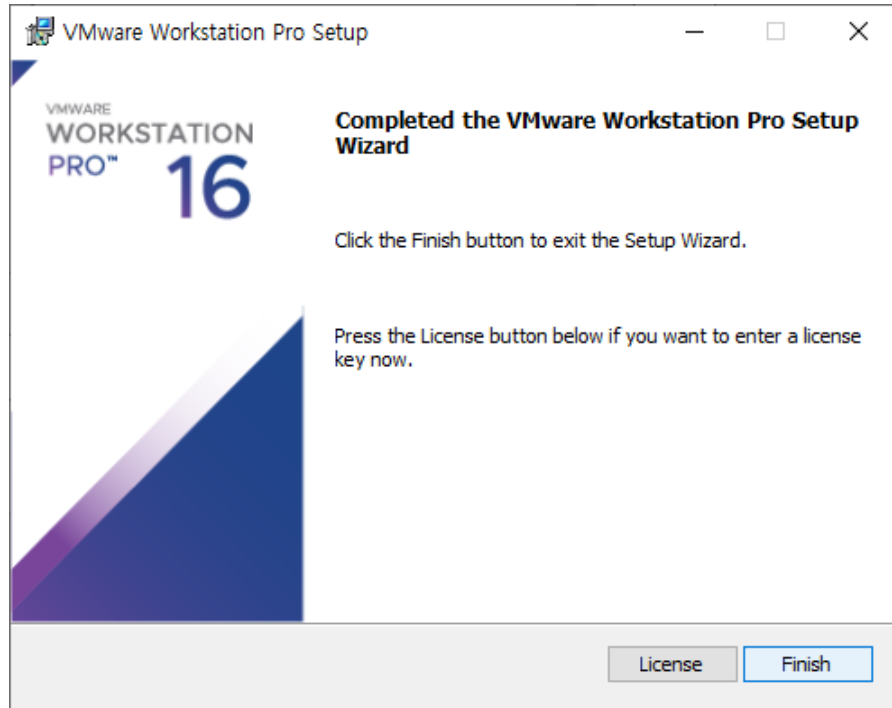 VMware Workstation Pro Setup
VMWARE
WORKSTATION
PRO™ 16
Completed the VMware Workstation Pro Setup
Wizard
Click the Finish button to exit the Setup Wizard.
Press the License button below if you want to enter a license
key now.
License Finish